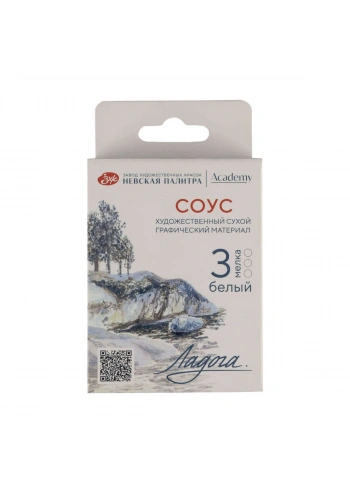 ЗАВОД ХУДОЖЕСТВЕННЫХ КРАСОК
НЕВСКАЯ ПАЛИТРА
Academy
СОУС
ХУДОЖЕСТВЕННЫЙ СУХОЙ
ГРАФИЧЕСКИЙ МАТЕРИАЛ
3 мелка
белый
Ладога.